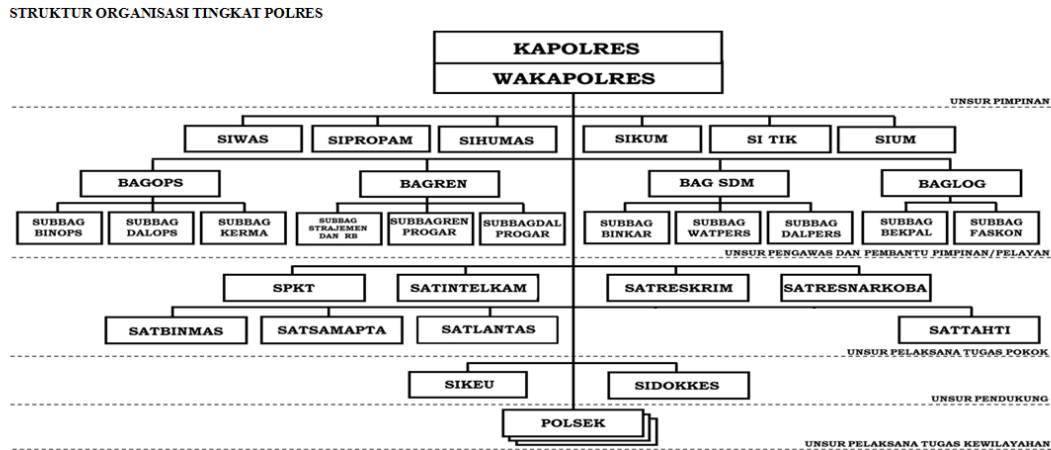 STRUKTUR ORGANISASI TINGKAT POLRES
KAPOLRES
WAKAPOLRES
UNSUR PIMPINAN
SIWAS
SIPROPAM
SIHUMAS
SIKUM
SI TIK
SIUM
BAGOPS
BAGREN
BAG SDM
BAGLOG
SUBBAG
BINOPS
SUBBAG
DALOPS
SUBBAG
KERMA
SUBBAG
STRAJEMEN
DAN RB
SUBBAGREN
PROGAR
SUBBAGDAL
PROGAR
SUBBAG
BINKAR
SUBBAG
WATPERS
SUBBAG
DALPERS
SUBBAG
BEKPAL
SUBBAG
FASKON
UNSUR PENGAWAS DAN PEMBANTU PIMPINAN/PELAYAN
SPKT
SATINTELKAM
SATRESKRIM
SATRESNARKOBA
SATBINMAS
SATSAMAPTA
SATLANTAS
SATTAHTI
UNSUR PELAKSANA TUGAS POKOK
SIKEU
SIDOKKES
UNSUR PENDUKUNG
POLSEK
UNSUR PELAKSANA TUGAS KEWILAYAHAN